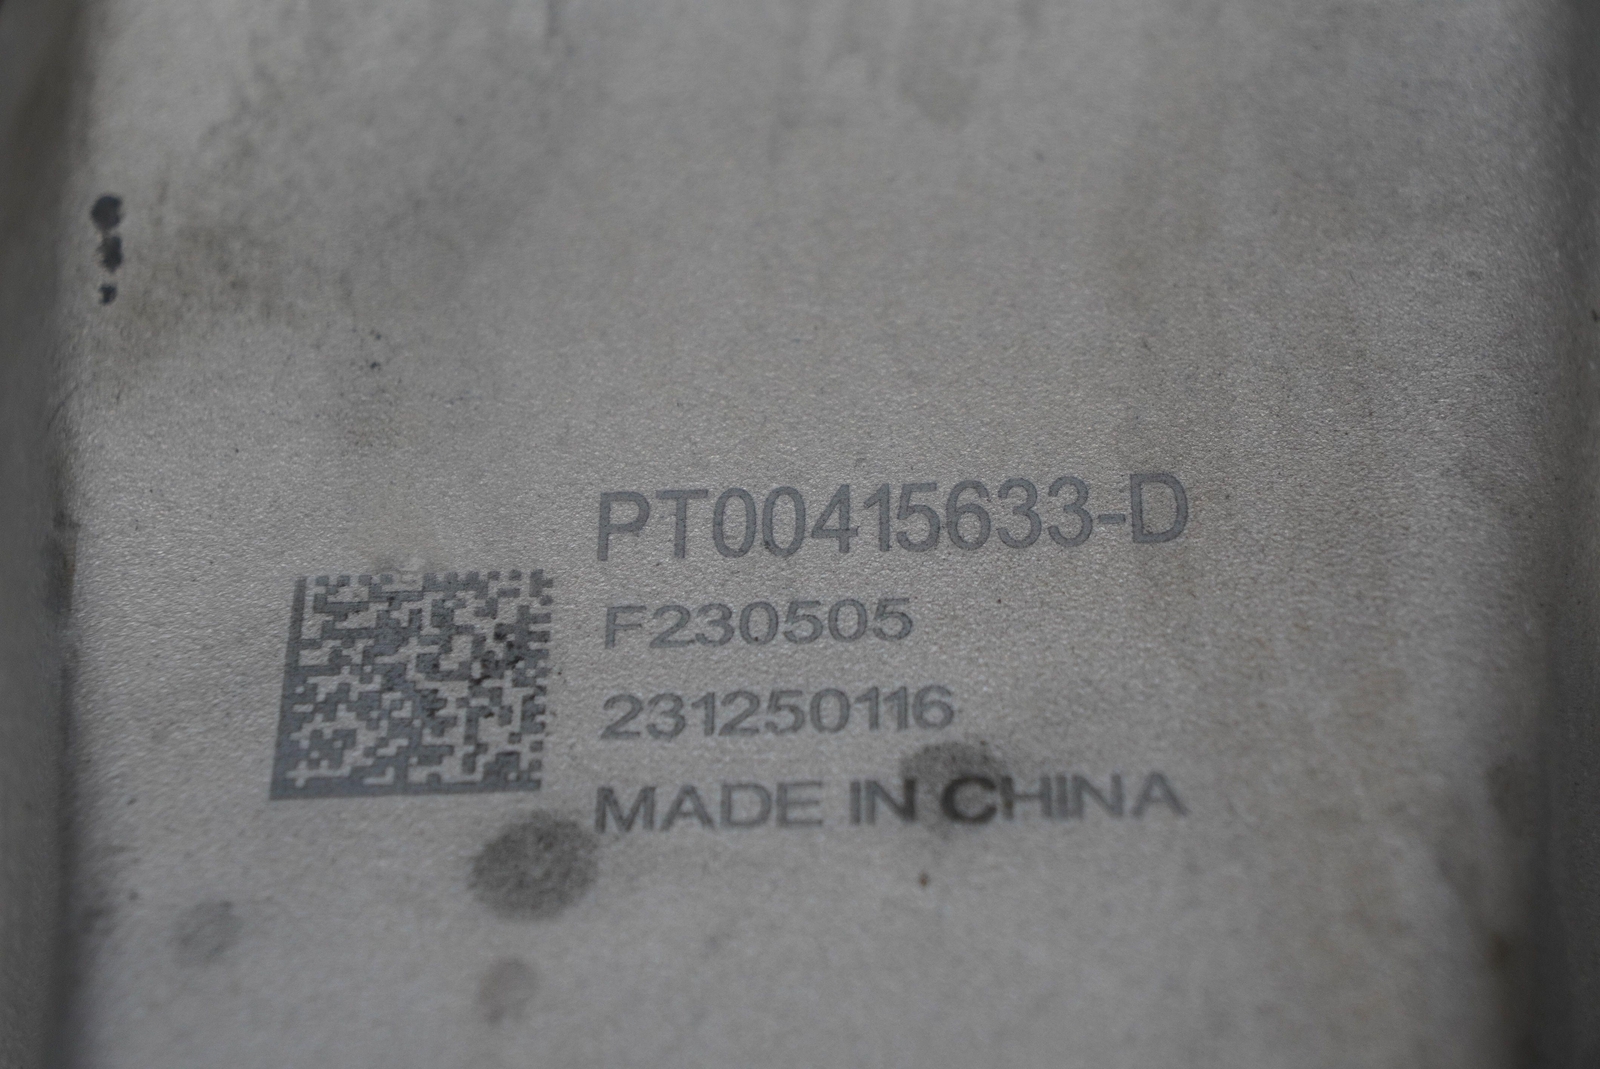 PT00415633-D
F230505
231250116
MADE IN CHINA